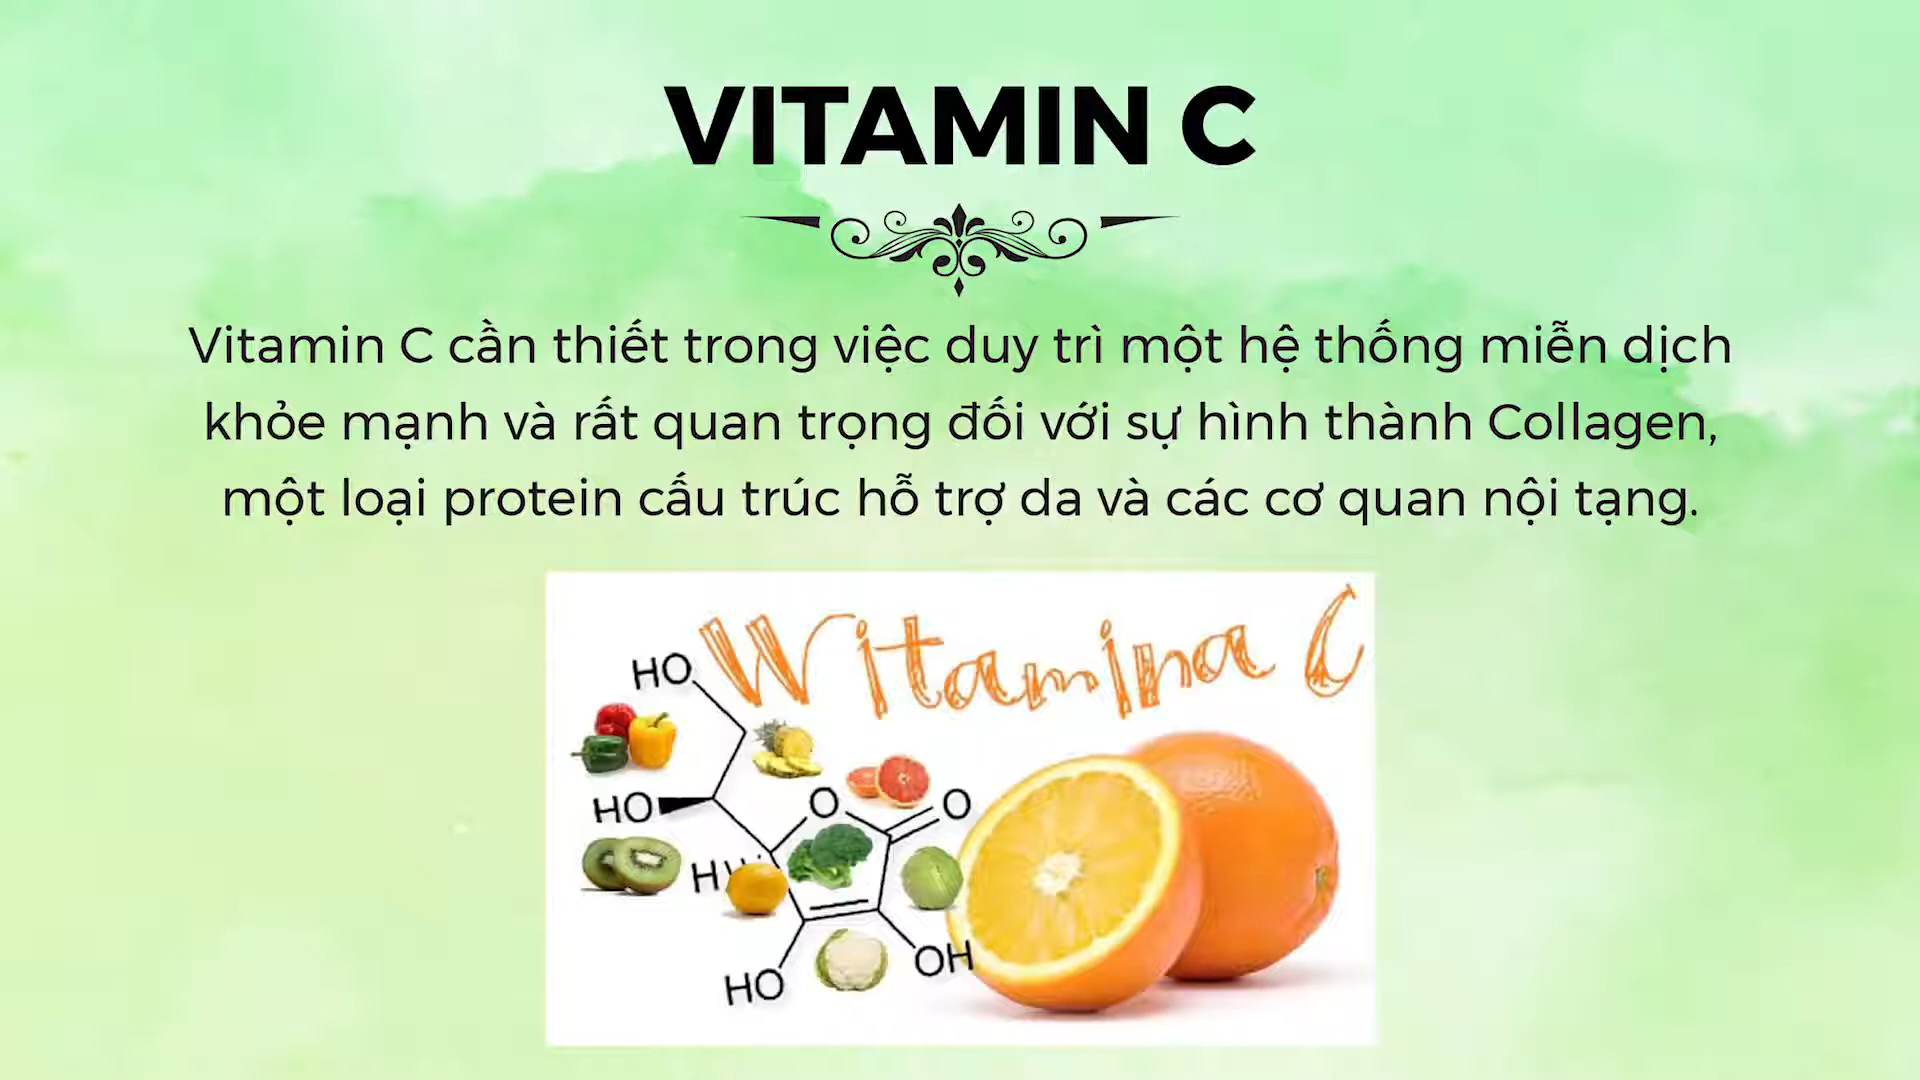 VITAMIN C
Vitamin C cần thiết trong việc duy trì một hệ thống miễn dịch
khỏe mạnh và rất quan trọng đối với sự hình thành Collagen,
một loại protein cấu trúc hỗ trợ da và các cơ quan nội tạng.
Witamina C
HO
HO
O
O
H
HO
OH